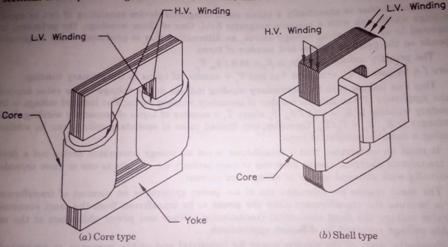 H.V. Winding
L.V. Winding
Core
Yoke
(a) Core type
L.V. Winding
H.V. Winding
Core
(b) Shell type